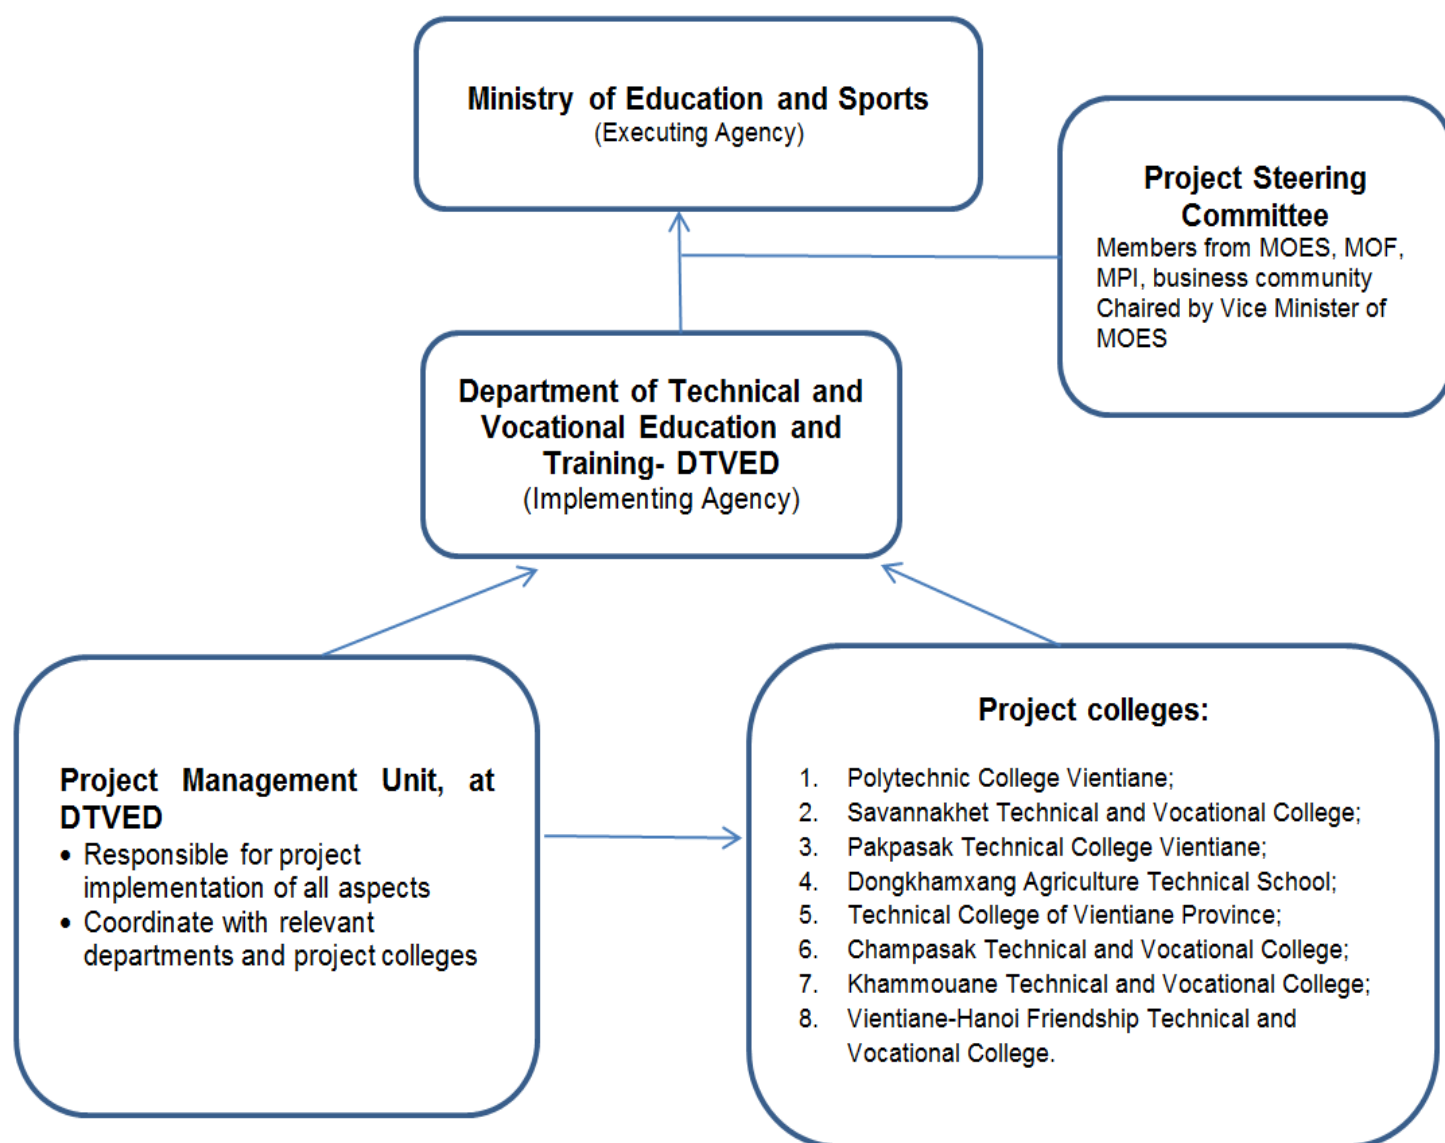 Ministry of Education and Sports
(Executing Agency)
Project Steering
Committee
Members from MOES, MOF,
MPI, business community
Chaired by Vice Minister of
MOES
Department of Technical and
Vocational Education and
Training- DTVED
(Implementing Agency)
Project Management Unit, at
DTVED
• Responsible for project
implementation of all aspects
• Coordinate with relevant
departments and project colleges
Project colleges:
1. Polytechnic College Vientiane;
2. Savannakhet Technical and Vocational College;
3. Pakpasak Technical College Vientiane;
4. Dongkhamxang Agriculture Technical School;
5. Technical College of Vientiane Province;
6. Champasak Technical and Vocational College;
7. Khammouane Technical and Vocational College;
8. Vientiane-Hanoi Friendship Technical and
Vocational College.